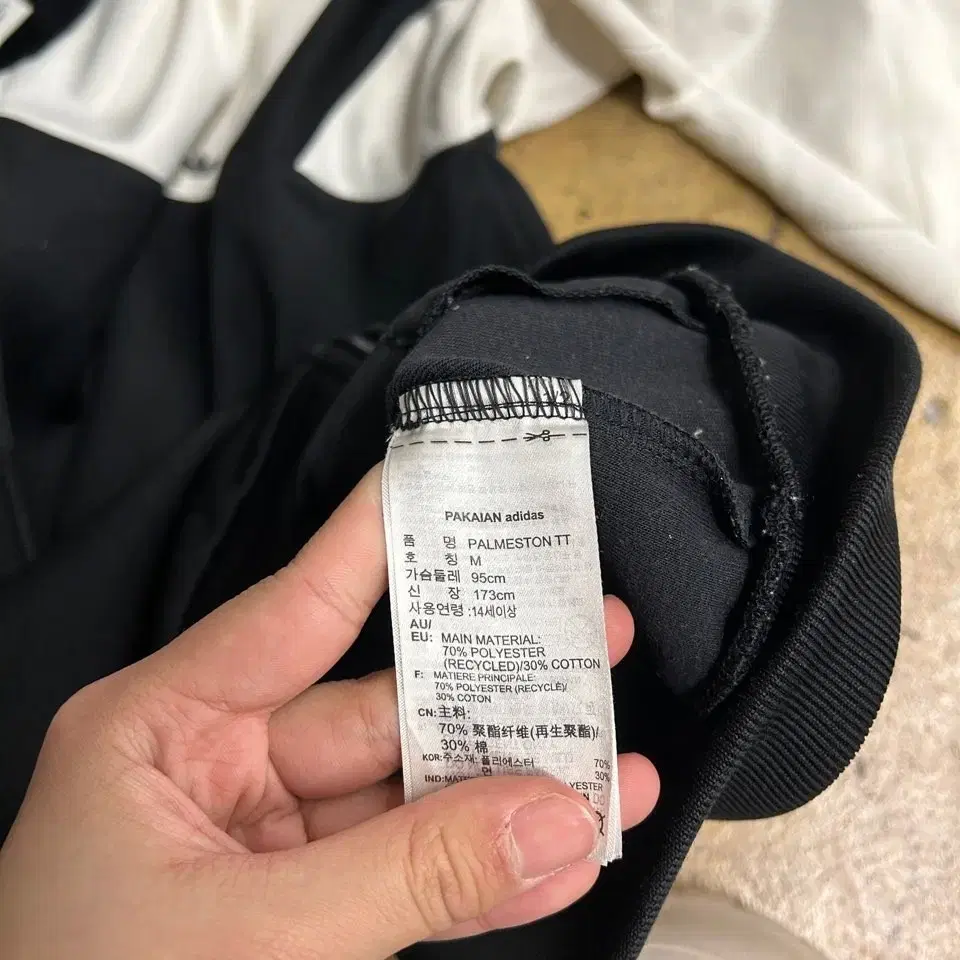 PAKAIAN adidas
품 명 PALMESTON TT
호 칭 M
가슴둘레 95cm
신 장 173cm
사용연령 :14세이상
AU/
EU: MAIN MATERIAL:
70% POLYESTER
(RECYCLED)/30% COTTON
F: MATIERE PRINCIPALE:
70% POLYESTER (RECYCLÉ)/
30% COTON
CN:主料:
70% 聚酯纤维(再生聚酯)/
30% 棉
KOR:주소재: 폴리에스터 70%
면 30%
IND: